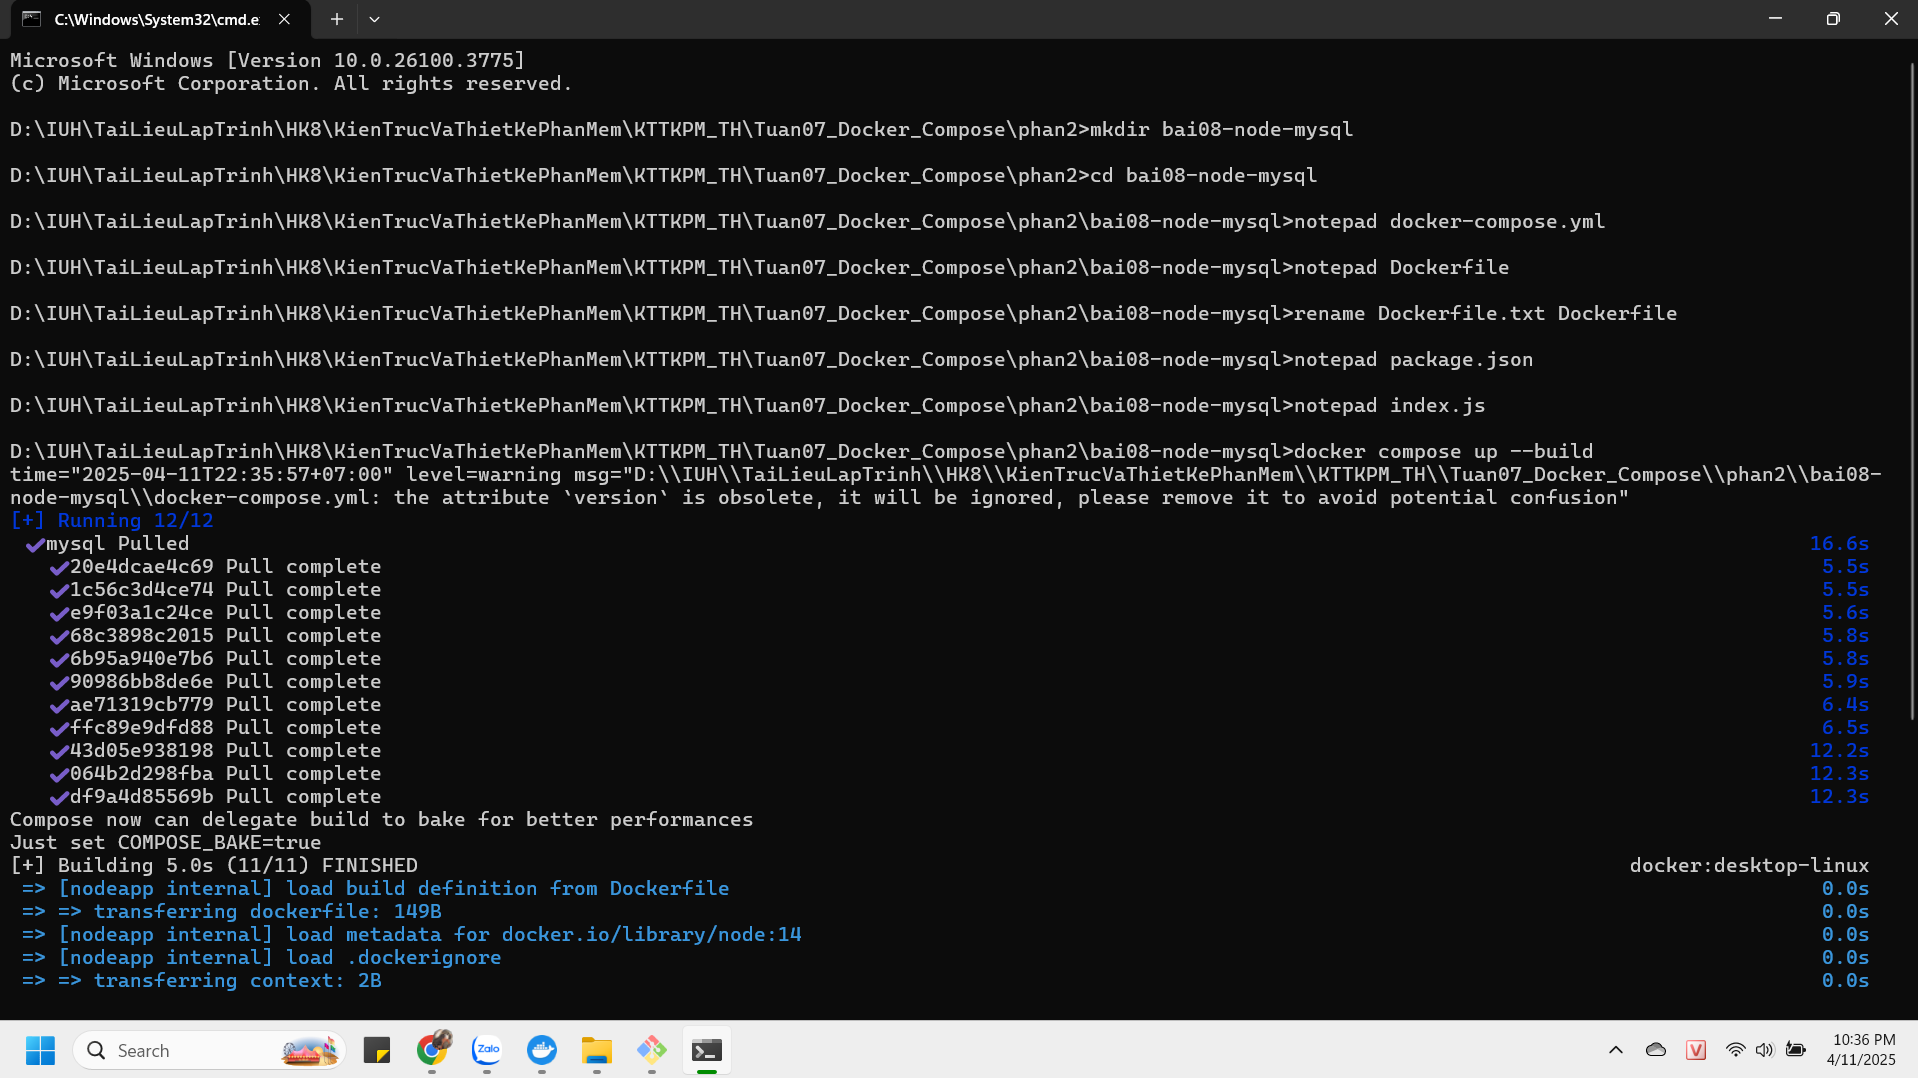 C:\Windows\System32\cmd.e
Microsoft Windows [Version 10.0.26100.3775]
(c) Microsoft Corporation. All rights reserved.
D:\IUH\TaiLieuLapTrinh\HK8\KienTrucVaThietKePhanMem\KTTKPM_TH\Tuan07_Docker_Compose\phan2>mkdir bai08-node-mysql
D:\IUH\TaiLieuLapTrinh\HK8\KienTrucVaThietKePhanMem\KTTKPM_TH\Tuan07_Docker_Compose\phan2>cd bai08-node-mysql
D:\IUH\TaiLieuLapTrinh\HK8\KienTrucVaThietKePhanMem\KTTKPM_TH\Tuan07_Docker_Compose\phan2\bai08-node-mysql>notepad docker-compose.yml
D:\IUH\TaiLieuLapTrinh\HK8\KienTrucVaThietKePhanMem\KTTKPM_TH\Tuan07_Docker_Compose\phan2\bai08-node-mysql>notepad Dockerfile
D:\IUH\TaiLieuLapTrinh\HK8\KienTrucVaThietKePhanMem\KTTKPM_TH\Tuan07_Docker_Compose\phan2\bai08-node-mysql>rename Dockerfile.txt Dockerfile
D:\IUH\TaiLieuLapTrinh\HK8\KienTrucVaThietKePhanMem\KTTKPM_TH\Tuan07_Docker_Compose\phan2\bai08-node-mysql>notepad package.json
D:\IUH\TaiLieuLapTrinh\HK8\KienTrucVaThietKePhanMem\KTTKPM_TH\Tuan07_Docker_Compose\phan2\bai08-node-mysql>notepad index.js
D:\IUH\TaiLieuLapTrinh\HK8\KienTrucVaThietKePhanMem\KTTKPM_TH\Tuan07_Docker_Compose\phan2\bai08-node-mysql>docker compose up --build
time="2025-04-11T22:35:57+07:00" level=warning msg="D:\\IUH\\TaiLieuLapTrinh\\HK8\\KienTrucVaThietKePhanMem\\KTTKPM_TH\\Tuan07_Docker_Compose\\phan2\\bai08-
node-mysql\\docker-compose.yml: the attribute `version` is obsolete, it will be ignored, please remove it to avoid potential confusion"
[+] Running 12/12
✔mysql Pulled 16.6s
✔20e4dcae4c69 Pull complete 5.5s
✔1c56c3d4ce74 Pull complete 5.5s
✔e9f03a1c24ce Pull complete 5.6s
✔68c3898c2015 Pull complete 5.8s
✔6b95a940e7b6 Pull complete 5.8s
✔90986bb8de6e Pull complete 5.9s
✔ae71319cb779 Pull complete 6.4s
✔ffc89e9dfd88 Pull complete 6.5s
✔43d05e938198 Pull complete 12.2s
✔064b2d298fba Pull complete 12.3s
✔df9a4d85569b Pull complete 12.3s
Compose now can delegate build to bake for better performances
Just set COMPOSE_BAKE=true
[+] Building 5.0s (11/11) FINISHED docker:desktop-linux
=> [nodeapp internal] load build definition from Dockerfile 0.0s
=> => transferring dockerfile: 149B 0.0s
=> [nodeapp internal] load metadata for docker.io/library/node:14 0.0s
=> [nodeapp internal] load .dockerignore 0.0s
=> => transferring context: 2B 0.0s
Search
Zalo
V
10:36 PM
4/11/2025